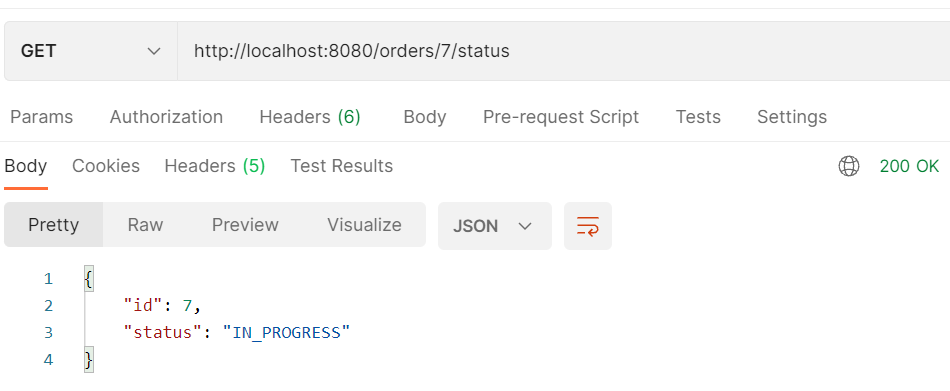 GET http://localhost:8080/orders/7/status
Params Authorization Headers (6) Body Pre-request Script Tests Settings
Body Cookies Headers (5) Test Results 200 OK
Pretty Raw Preview Visualize JSON
1 {
2 "id": 7,
3 "status": "IN_PROGRESS"
4 }